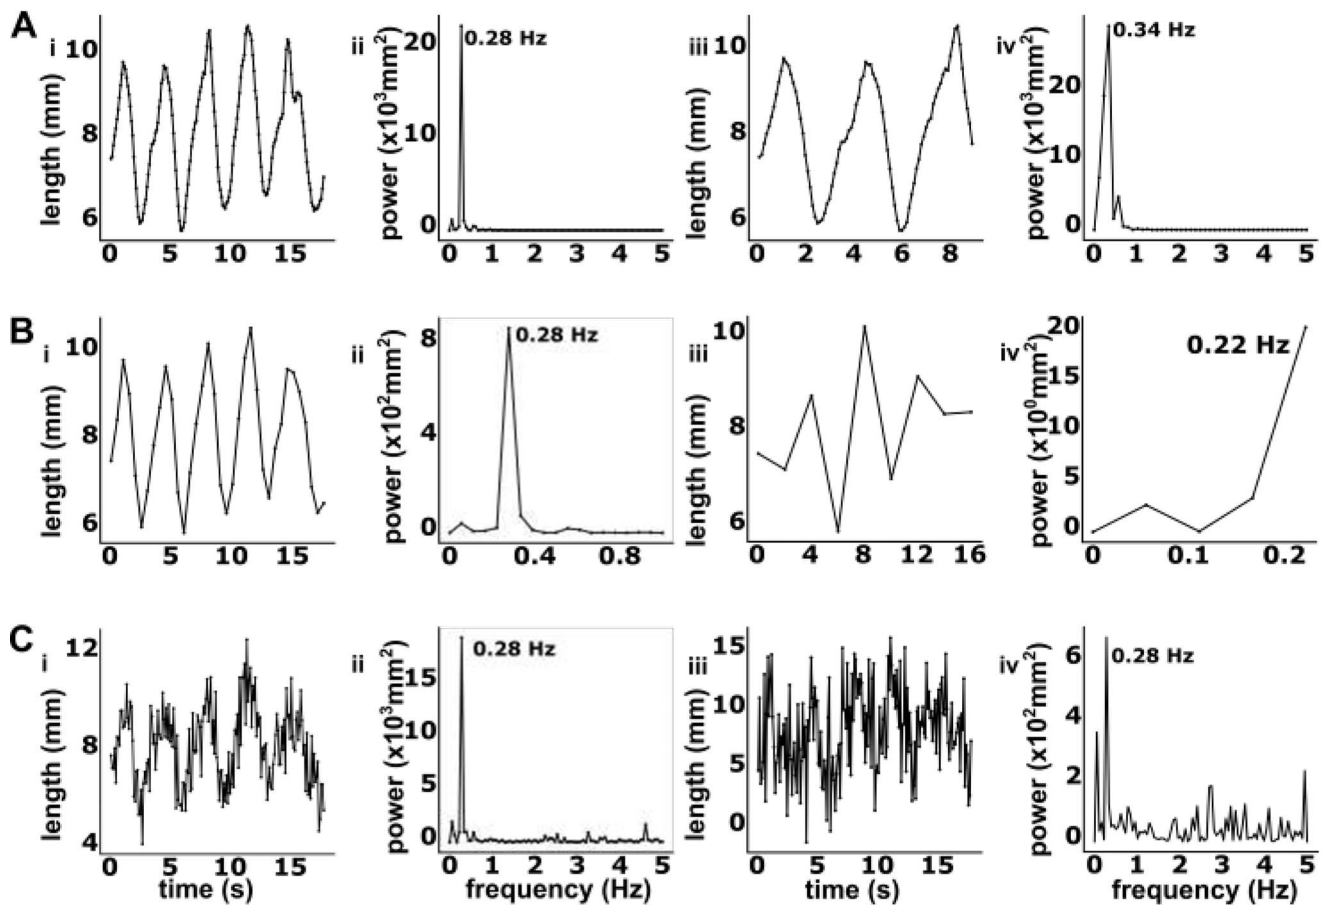 A
i
length (mm)
10
8
6
0 5 10 15
ii
power (x10³mm²)
20
10
0
0.28 Hz
0 1 2 3 4 5
iii
length (mm)
10
8
6
0 2 4 6 8
iv
power (x10³mm²)
20
10
0
0.34 Hz
0 1 2 3 4 5
B
i
length (mm)
10
8
6
0 5 10 15
ii
power (x10²mm²)
8
4
0
0.28 Hz
0 0.4 0.8
iii
length (mm)
10
8
6
0 4 8 12 16
iv
power (x10⁰mm²)
20
15
10
5
0
0.22 Hz
0 0.1 0.2
C
i
length (mm)
12
10
8
6
4
0 5 10 15
time (s)
ii
power (x10³mm²)
15
10
5
0
0.28 Hz
0 1 2 3 4 5
frequency (Hz)
iii
length (mm)
15
10
5
0
0 5 10 15
time (s)
iv
power (x10²mm²)
6
4
2
0
0.28 Hz
0 1 2 3 4 5
frequency (Hz)